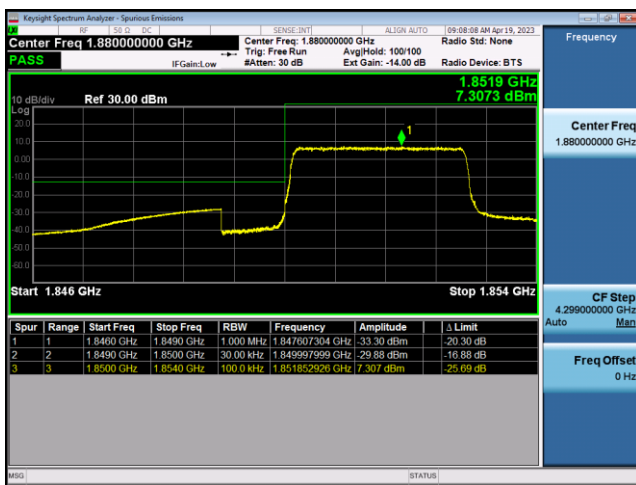 Keysight Spectrum Analyzer - Spurious Emissions
RF 50 Ω DC SENSE:INT ALIGN AUTO 09:08:08 AM Apr 19, 2023
Center Freq 1.880000000 GHz Center Freq: 1.880000000 GHz Radio Std: None
Trig: Free Run Avg|Hold: 100/100
PASS IFGain:Low #Atten: 30 dB Ext Gain: -14.00 dB Radio Device: BTS
Frequency
1.8519 GHz
10 dB/div Ref 30.00 dBm 7.3073 dBm
Log
20.0
1
10.0
0.00
-10.0
-20.0
-30.0
-40.0
-50.0
-60.0
Start 1.846 GHz Stop 1.854 GHz
Center Freq
1.880000000 GHz
CF Step
4.299000000 GHz
Auto Man
Freq Offset
0 Hz
Spur Range Start Freq Stop Freq RBW Frequency Amplitude Δ Limit
1 1 1.8460 GHz 1.8490 GHz 1.000 MHz 1.847607304 GHz -33.30 dBm -20.30 dB
2 2 1.8490 GHz 1.8500 GHz 30.00 kHz 1.849997999 GHz -29.88 dBm -16.88 dB
3 3 1.8500 GHz 1.8540 GHz 100.0 kHz 1.851852926 GHz 7.307 dBm -25.69 dB
MSG STATUS